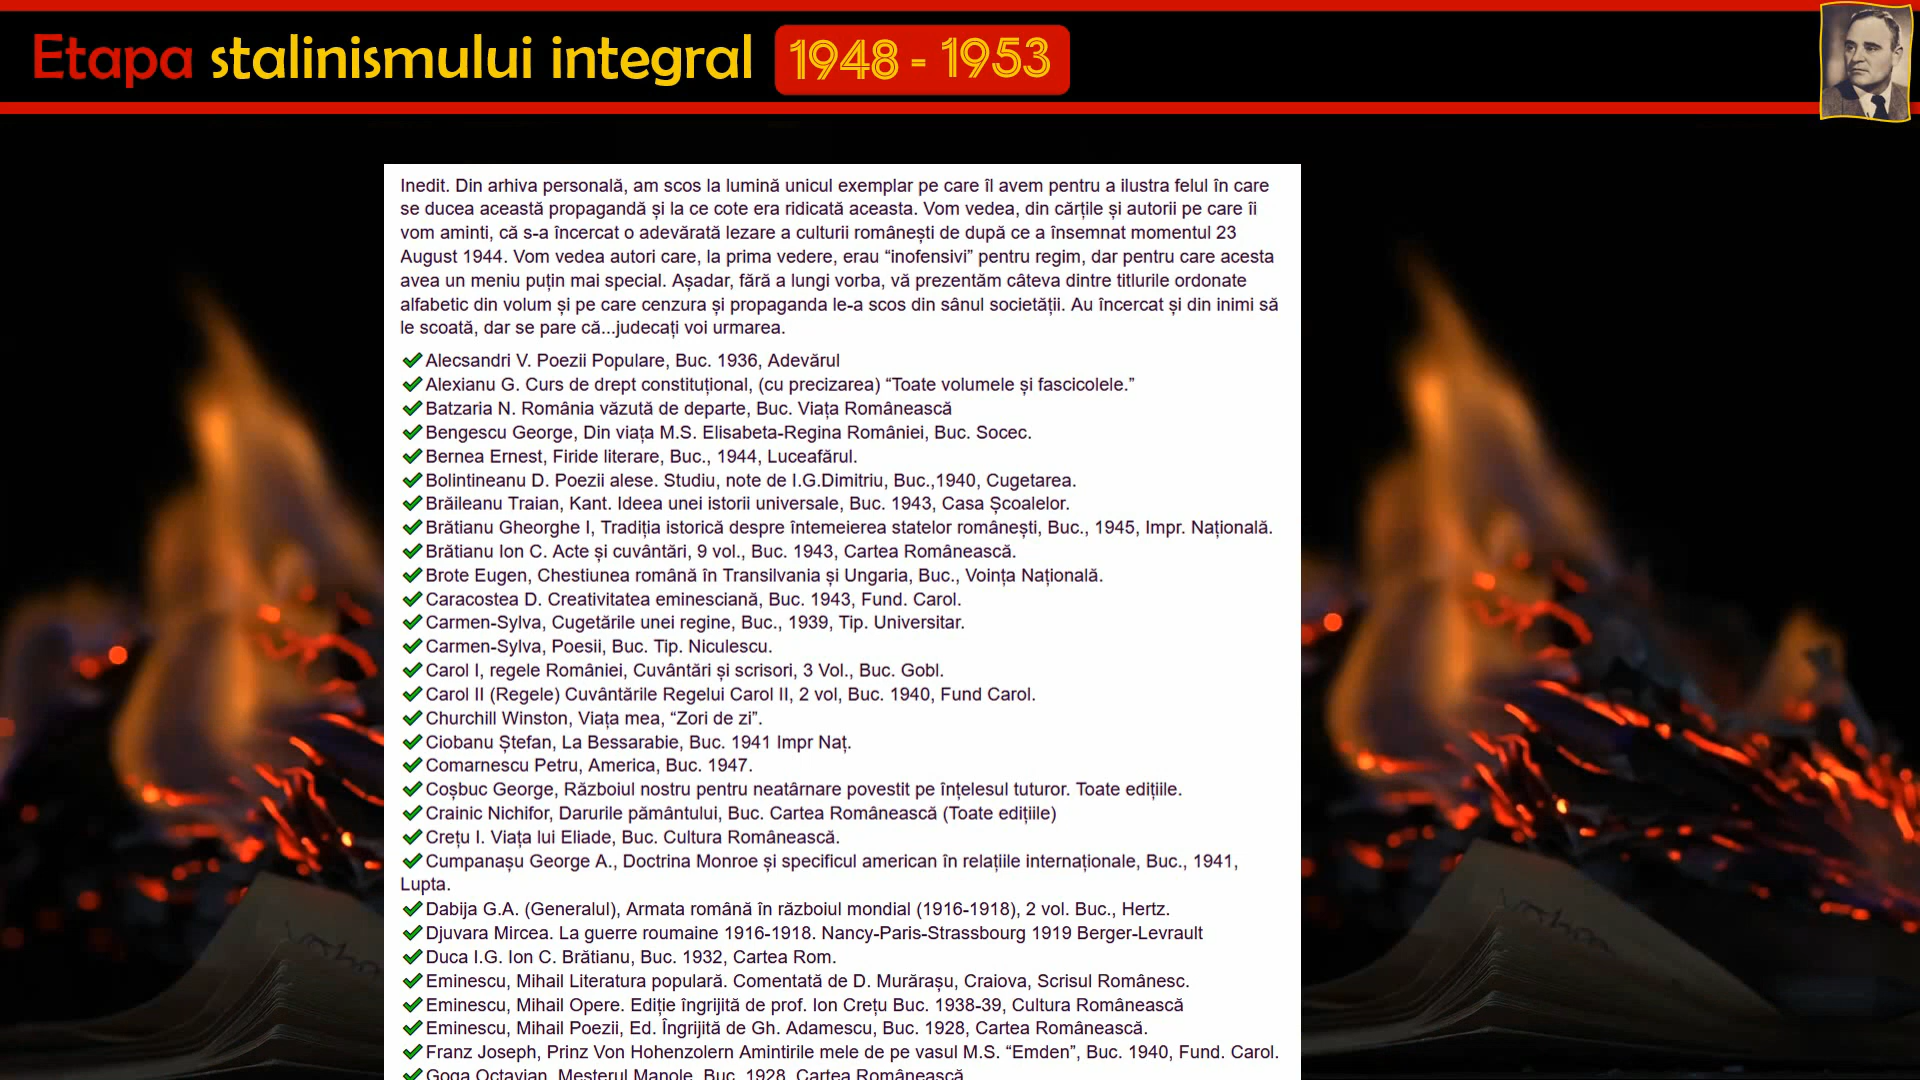 Etapa stalinismului integral 1948 - 1953
Inedit. Din arhiva personală, am scos la lumină unicul exemplar pe care îl avem pentru a ilustra felul în care
se ducea această propagandă și la ce cote era ridicată aceasta. Vom vedea, din cărțile și autorii pe care îi
vom aminti, că s-a încercat o adevărată lezare a culturii românești de după ce a însemnat momentul 23
August 1944. Vom vedea autori care, la prima vedere, erau “inofensivi” pentru regim, dar pentru care acesta
avea un meniu puțin mai special. Așadar, fără a lungi vorba, vă prezentăm câteva dintre titlurile ordonate
alfabetic din volum și pe care cenzura și propaganda le-a scos din sânul societății. Au încercat și din inimi să
le scoată, dar se pare că...judecați voi urmarea.
Alecsandri V. Poezii Populare, Buc. 1936, Adevărul
Alexianu G. Curs de drept constituțional, (cu precizarea) “Toate volumele și fascicolele.”
Batzaria N. România văzută de departe, Buc. Viața Românească
Bengescu George, Din viața M.S. Elisabeta-Regina României, Buc. Socec.
Bernea Ernest, Firide literare, Buc., 1944, Luceafărul.
Bolintineanu D. Poezii alese. Studiu, note de I.G.Dimitriu, Buc.,1940, Cugetarea.
Brăileanu Traian, Kant. Ideea unei istorii universale, Buc. 1943, Casa Școalelor.
Brătianu Gheorghe I, Tradiția istorică despre întemeierea statelor românești, Buc., 1945, Impr. Națională.
Brătianu Ion C. Acte și cuvântări, 9 vol., Buc. 1943, Cartea Românească.
Brote Eugen, Chestiunea română în Transilvania și Ungaria, Buc., Voința Națională.
Caracostea D. Creativitatea eminesciană, Buc. 1943, Fund. Carol.
Carmen-Sylva, Cugetările unei regine, Buc., 1939, Tip. Universitar.
Carmen-Sylva, Poesii, Buc. Tip. Niculescu.
Carol I, regele României, Cuvântări și scrisori, 3 Vol., Buc. Gobl.
Carol II (Regele) Cuvântările Regelui Carol II, 2 vol, Buc. 1940, Fund Carol.
Churchill Winston, Viața mea, “Zori de zi”.
Ciobanu Ștefan, La Bessarabie, Buc. 1941 Impr Naț.
Comarnescu Petru, America, Buc. 1947.
Coșbuc George, Războiul nostru pentru neatârnare povestit pe înțelesul tuturor. Toate edițiile.
Crainic Nichifor, Darurile pământului, Buc. Cartea Românească (Toate edițiile)
Crețu I. Viața lui Eliade, Buc. Cultura Românească.
Cumpanașu George A., Doctrina Monroe și specificul american în relațiile internaționale, Buc., 1941,
Lupta.
Dabija G.A. (Generalul), Armata română în războiul mondial (1916-1918), 2 vol. Buc., Hertz.
Djuvara Mircea. La guerre roumaine 1916-1918. Nancy-Paris-Strassbourg 1919 Berger-Levrault
Duca I.G. Ion C. Brătianu, Buc. 1932, Cartea Rom.
Eminescu, Mihail Literatura populară. Comentată de D. Murărașu, Craiova, Scrisul Românesc.
Eminescu, Mihail Opere. Ediție îngrijită de prof. Ion Crețu Buc. 1938-39, Cultura Românească
Eminescu, Mihail Poezii, Ed. Îngrijită de Gh. Adamescu, Buc. 1928, Cartea Românească.
Franz Joseph, Prinz Von Hohenzolern Amintirile mele de pe vasul M.S. “Emden”, Buc. 1940, Fund. Carol.
Goga Octavian, Meșterul Manole, Buc. 1928, Cartea Românească